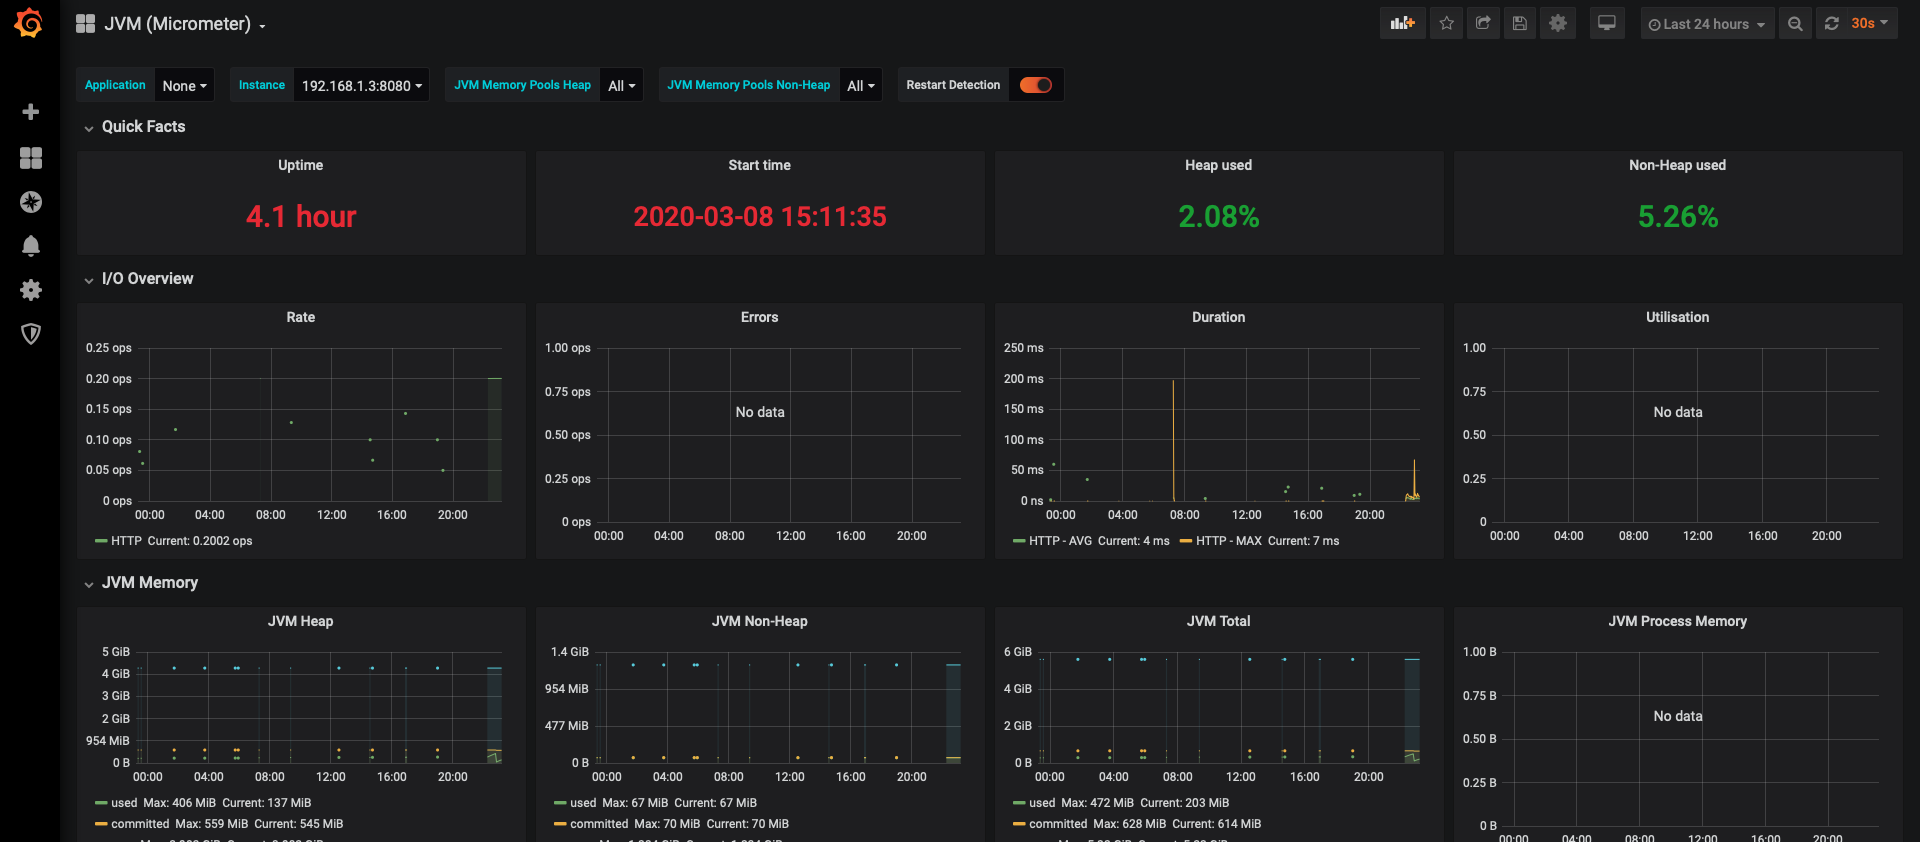 JVM (Micrometer)
Last 24 hours
30s
Application None
Instance 192.168.1.3:8080
JVM Memory Pools Heap All
JVM Memory Pools Non-Heap All
Restart Detection
Quick Facts
Uptime
4.1 hour
Start time
2020-03-08 15:11:35
Heap used
2.08%
Non-Heap used
5.26%
I/O Overview
Rate
0.25 ops
0.20 ops
0.15 ops
0.10 ops
0.05 ops
0 ops
00:00 04:00 08:00 12:00 16:00 20:00
HTTP Current: 0.2002 ops
Errors
1.00 ops
0.75 ops
0.50 ops
0.25 ops
0 ops
No data
00:00 04:00 08:00 12:00 16:00 20:00
Duration
250 ms
200 ms
150 ms
100 ms
50 ms
0 ns
00:00 04:00 08:00 12:00 16:00 20:00
HTTP - AVG Current: 4 ms HTTP - MAX Current: 7 ms
Utilisation
1.00
0.75
0.50
0.25
0
No data
00:00 04:00 08:00 12:00 16:00 20:00
JVM Memory
JVM Heap
5 GiB
4 GiB
3 GiB
2 GiB
954 MiB
0 B
00:00 04:00 08:00 12:00 16:00 20:00
used Max: 406 MiB Current: 137 MiB
committed Max: 559 MiB Current: 545 MiB
JVM Non-Heap
1.4 GiB
954 MiB
477 MiB
0 B
00:00 04:00 08:00 12:00 16:00 20:00
used Max: 67 MiB Current: 67 MiB
committed Max: 70 MiB Current: 70 MiB
JVM Total
6 GiB
4 GiB
2 GiB
0 B
00:00 04:00 08:00 12:00 16:00 20:00
used Max: 472 MiB Current: 203 MiB
committed Max: 628 MiB Current: 614 MiB
JVM Process Memory
1.00 B
0.75 B
0.50 B
0.25 B
0 B
No data
00:00 04:00 08:00 12:00 16:00 20:00